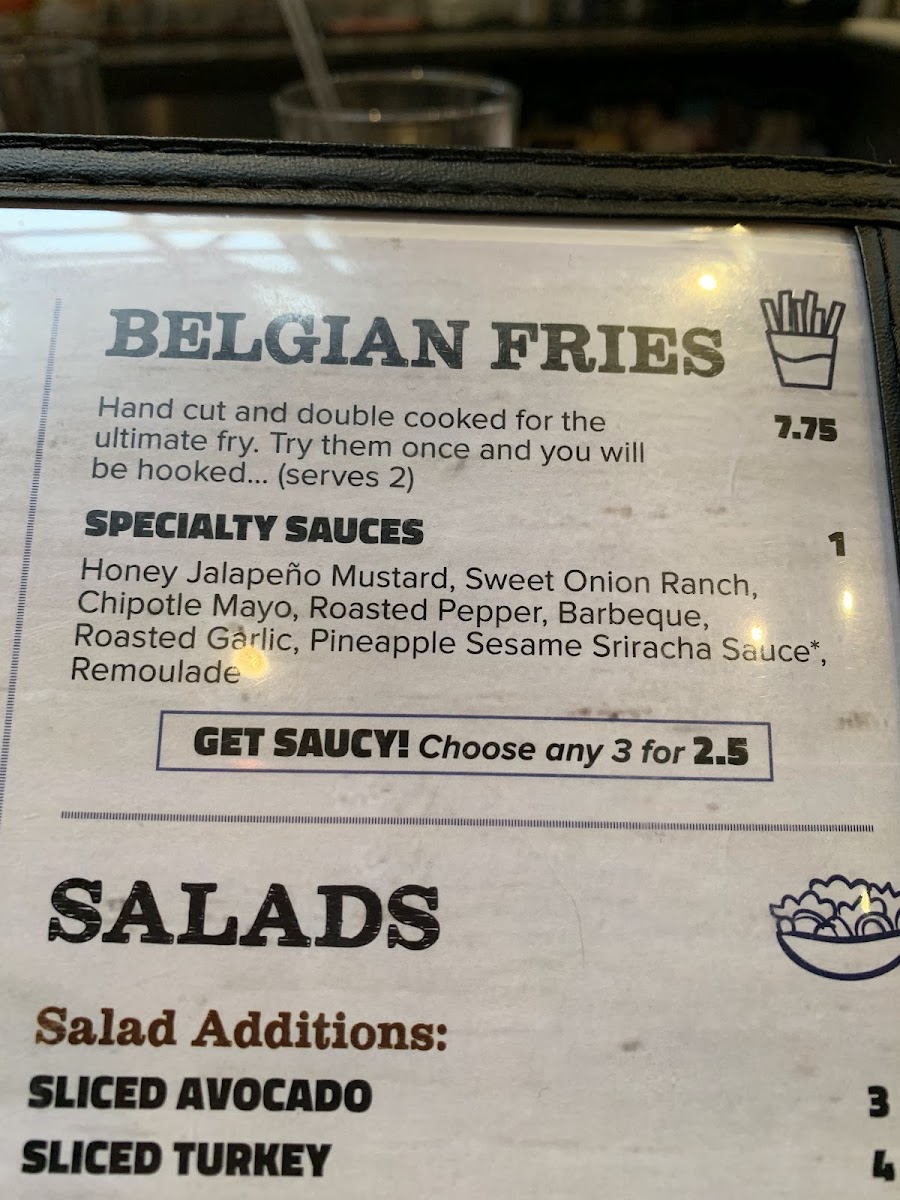 BELGIAN FRIES
Hand cut and double cooked for the 7.75
ultimate fry. Try them once and you will
be hooked... (serves 2)
SPECIALTY SAUCES 1
Honey Jalapeño Mustard, Sweet Onion Ranch,
Chipotle Mayo, Roasted Pepper, Barbeque,
Roasted Garlic, Pineapple Sesame Sriracha Sauce*,
Remoulade
GET SAUCY! Choose any 3 for 2.5
SALADS
Salad Additions:
SLICED AVOCADO 3
SLICED TURKEY 4